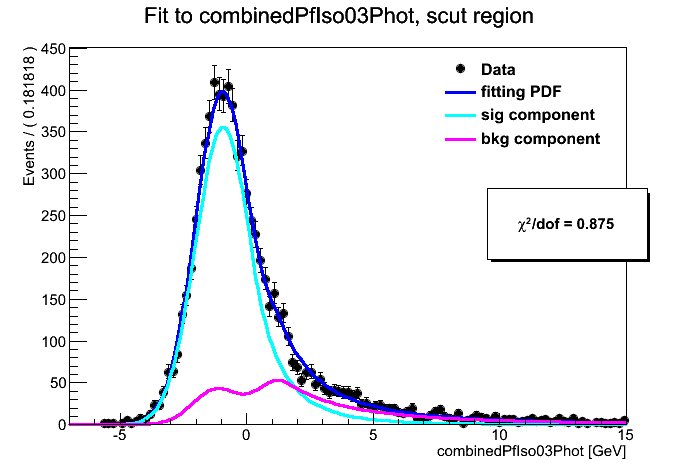 Fit to combinedPfIso03Phot, scut region
Events / ( 0.181818 )
450
400
350
300
250
200
150
100
50
0
Data
fitting PDF
sig component
bkg component
χ²/dof = 0.875
-5 0 5 10 15
combinedPfIso03Phot [GeV]